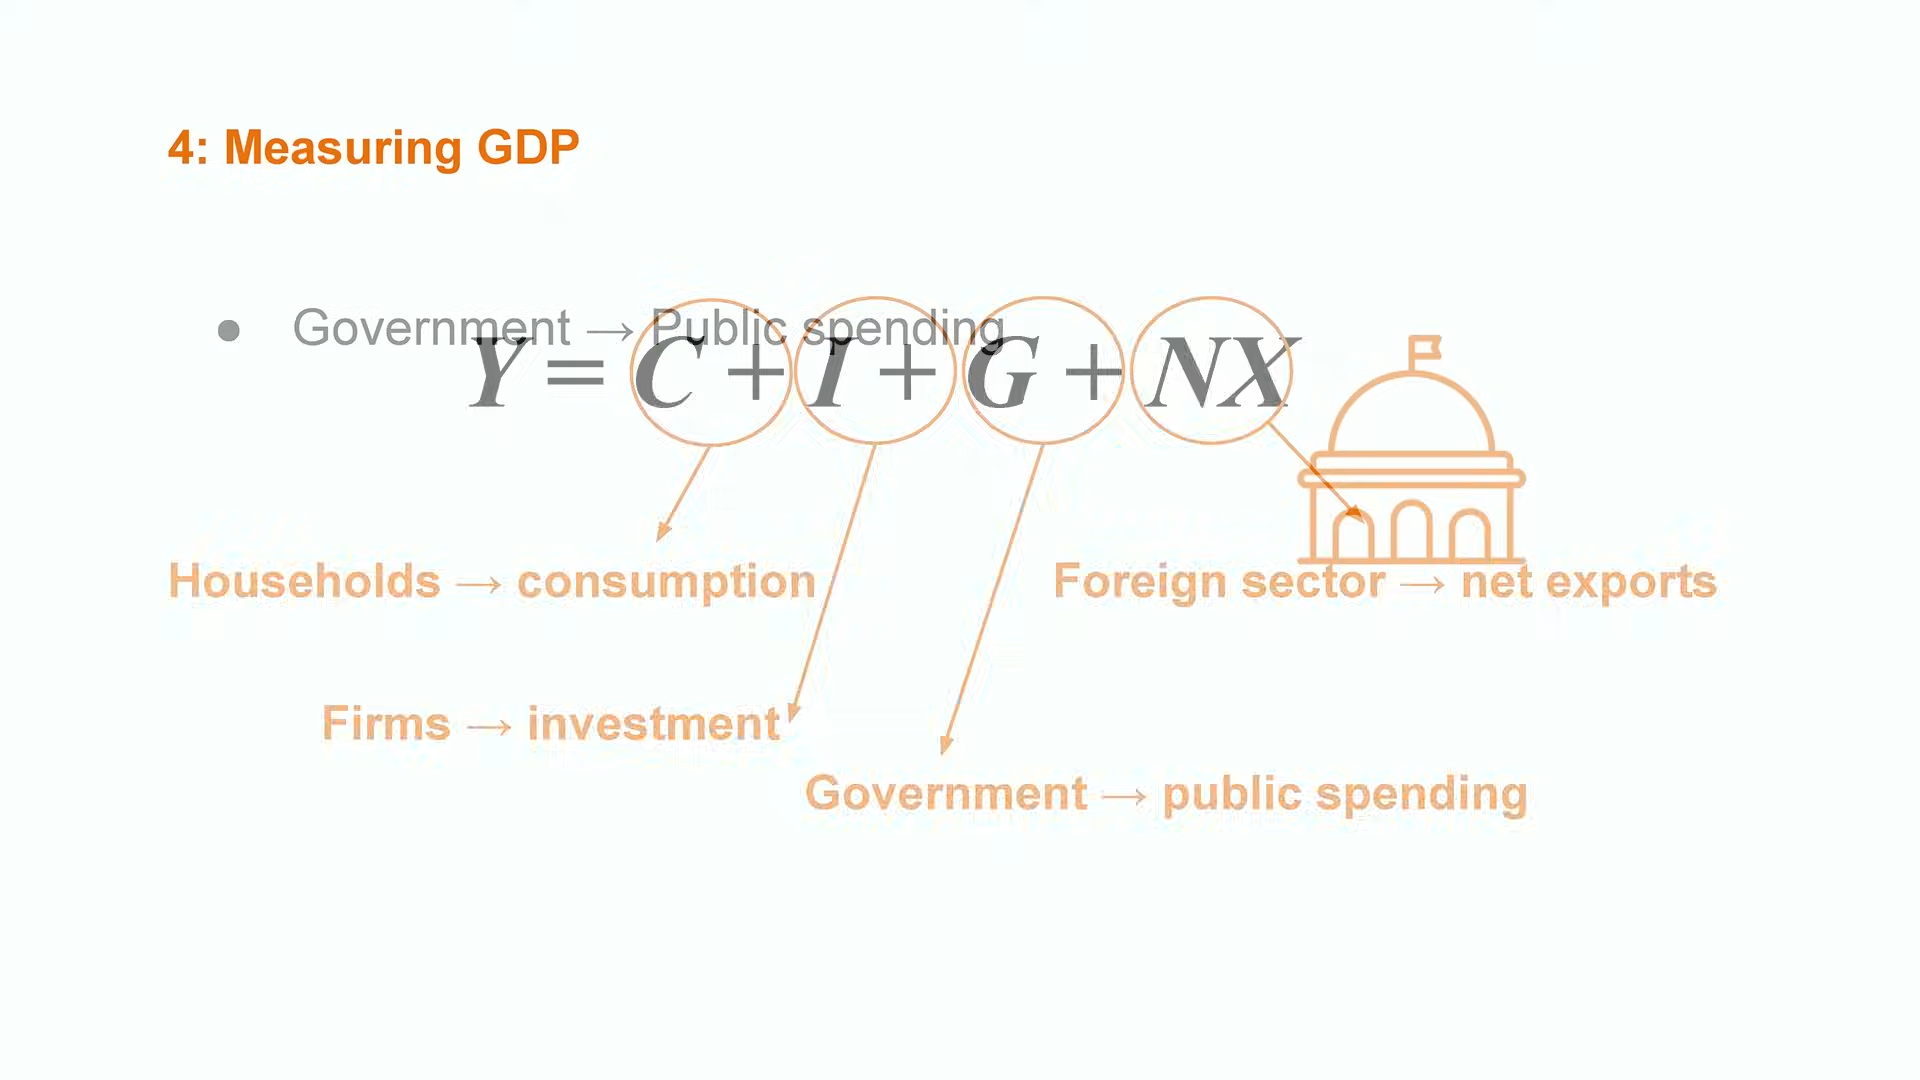 4: Measuring GDP
● Government → Public spending
Y = C + I + G + NX
Households → consumption
Foreign sector → net exports
Firms → investment
Government → public spending